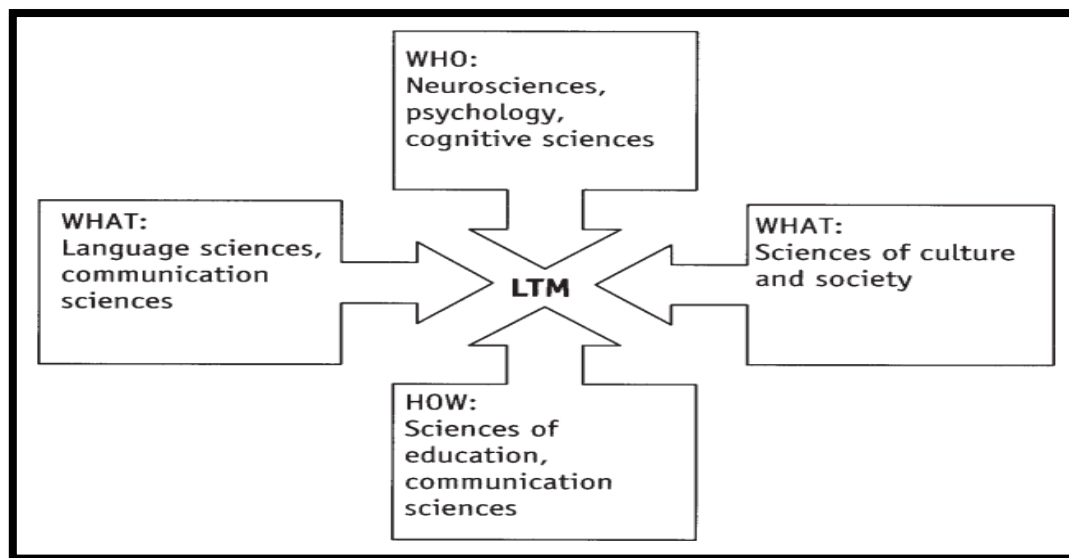 WHO:
Neurosciences,
psychology,
cognitive sciences
WHAT:
Language sciences,
communication
sciences
LTM
WHAT:
Sciences of culture
and society
HOW:
Sciences of
education,
communication
sciences